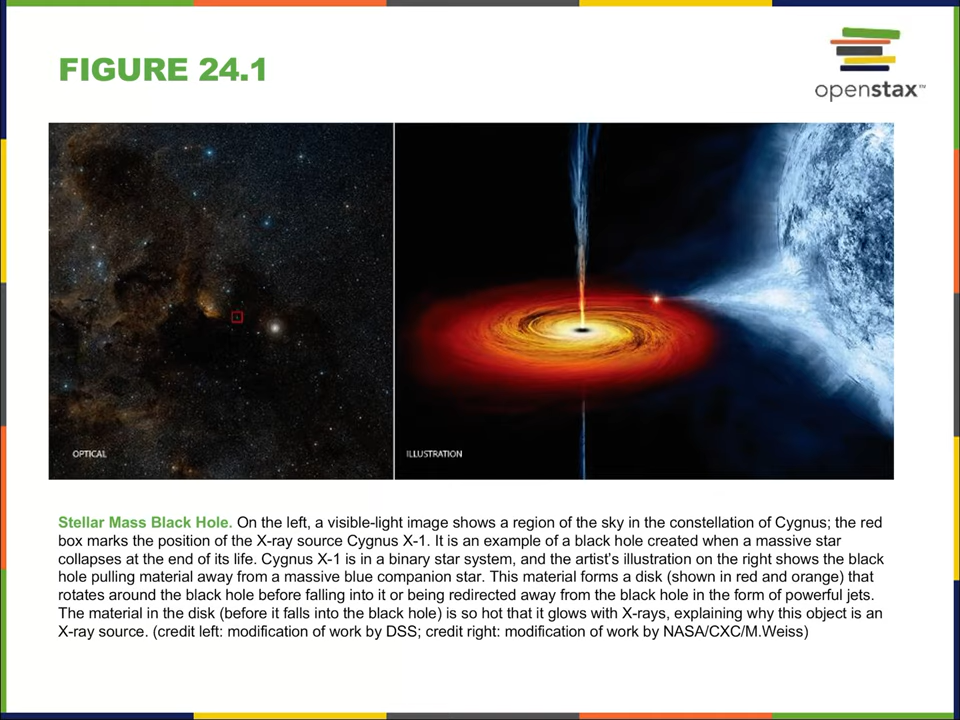 FIGURE 24.1
openstax™
OPTICAL
ILLUSTRATION
Stellar Mass Black Hole. On the left, a visible-light image shows a region of the sky in the constellation of Cygnus; the red
box marks the position of the X-ray source Cygnus X-1. It is an example of a black hole created when a massive star
collapses at the end of its life. Cygnus X-1 is in a binary star system, and the artist’s illustration on the right shows the black
hole pulling material away from a massive blue companion star. This material forms a disk (shown in red and orange) that
rotates around the black hole before falling into it or being redirected away from the black hole in the form of powerful jets.
The material in the disk (before it falls into the black hole) is so hot that it glows with X-rays, explaining why this object is an
X-ray source. (credit left: modification of work by DSS; credit right: modification of work by NASA/CXC/M.Weiss)